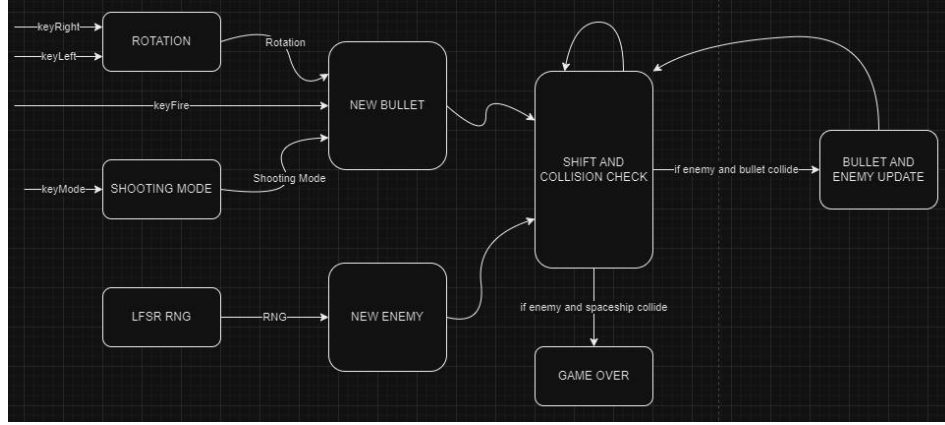 keyRight
ROTATION
keyLeft
Rotation
keyFire
NEW BULLET
keyMode
SHOOTING MODE
Shooting Mode
SHIFT AND
COLLISION CHECK
if enemy and bullet collide
BULLET AND
ENEMY UPDATE
LFSR RNG
RNG
NEW ENEMY
if enemy and spaceship collide
GAME OVER